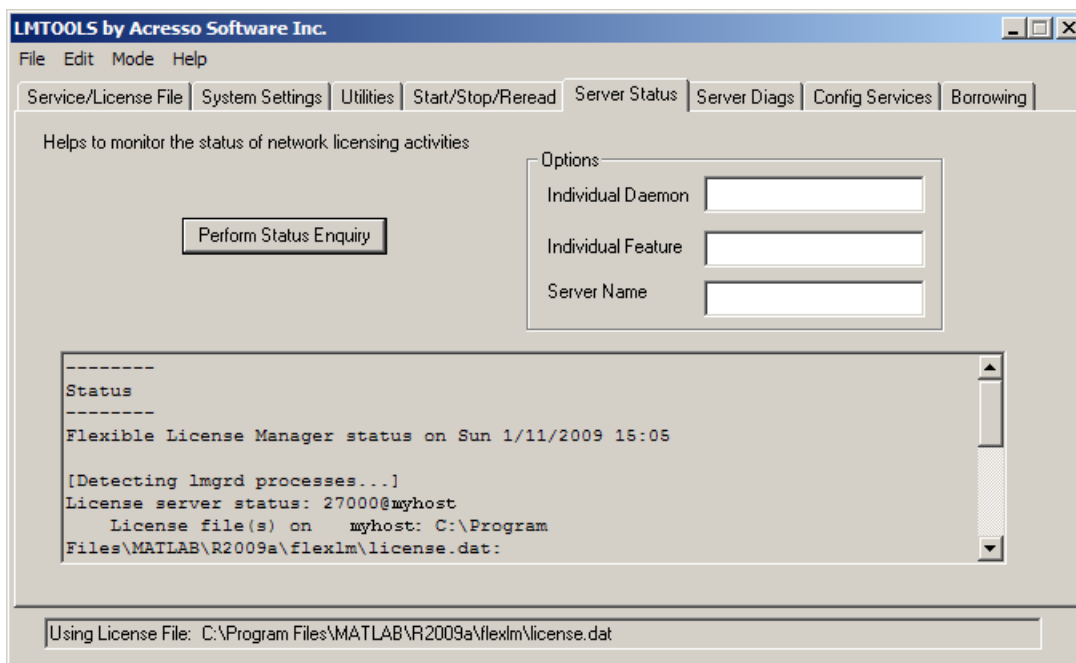 LMTOOLS by Acresso Software Inc.
File Edit Mode Help
Service/License File System Settings Utilities Start/Stop/Reread Server Status Server Diags Config Services Borrowing
Helps to monitor the status of network licensing activities
Options
Individual Daemon
Perform Status Enquiry
Individual Feature
Server Name
--------
Status
--------
Flexible License Manager status on Sun 1/11/2009 15:05
[Detecting lmgrd processes...]
License server status: 27000@myhost
License file(s) on myhost: C:\Program
Files\MATLAB\R2009a\flexlm\license.dat:
Using License File: C:\Program Files\MATLAB\R2009a\flexlm\license.dat